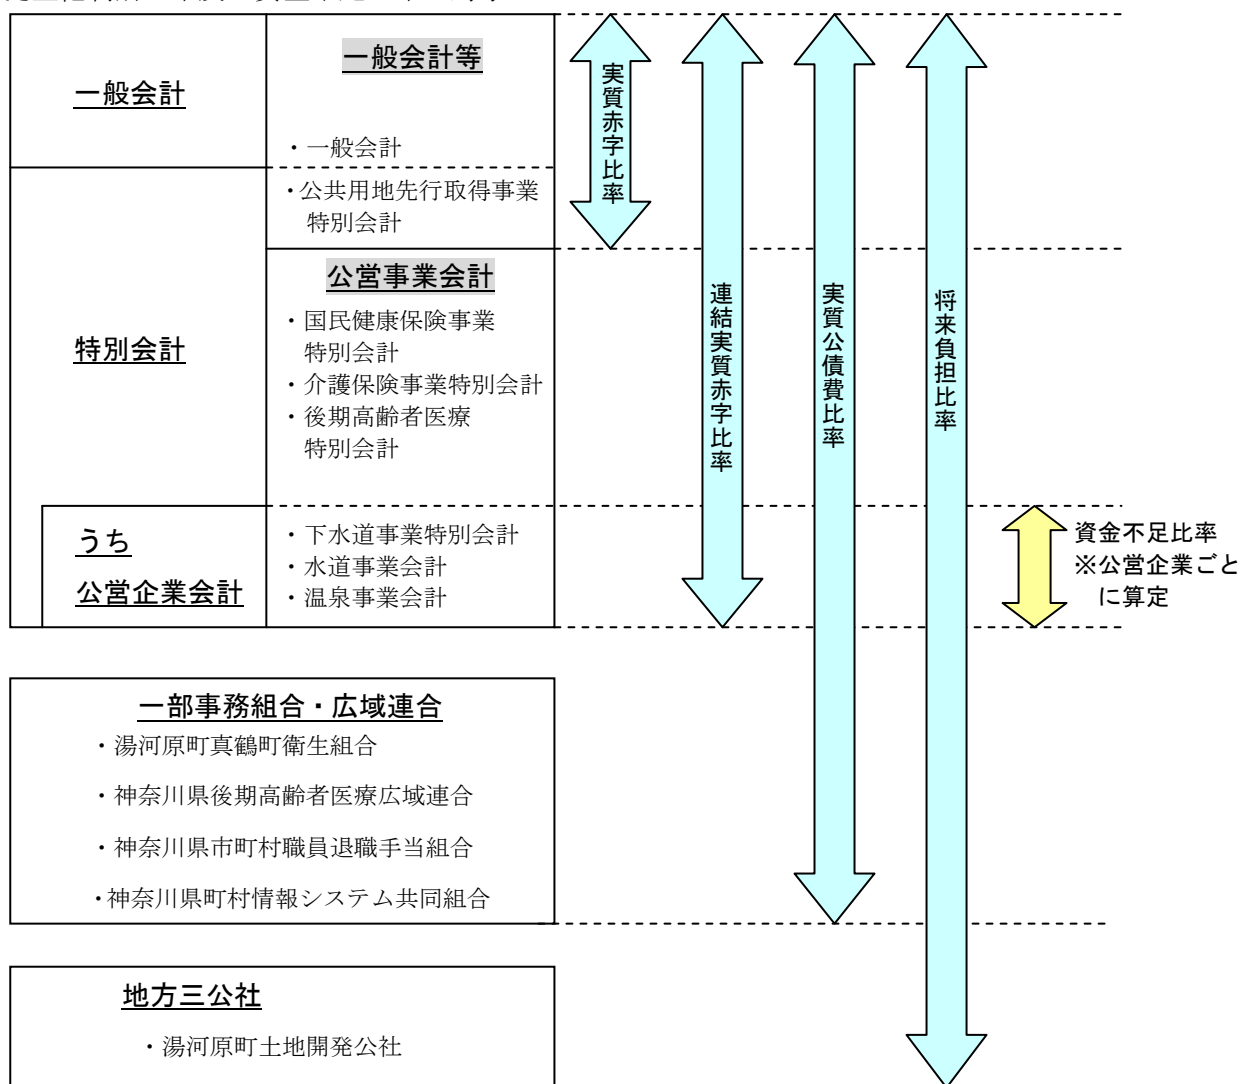 一般会計
一般会計等
・一般会計
・公共用地先行取得事業
特別会計
特別会計
公営事業会計
・国民健康保険事業
特別会計
・介護保険事業特別会計
・後期高齢者医療
特別会計
うち
公営企業会計
・下水道事業特別会計
・水道事業会計
・温泉事業会計
実質赤字比率
連結実質赤字比率
実質公債費比率
将来負担比率
資金不足比率
※公営企業ごと
に算定
一部事務組合・広域連合
・湯河原町真鶴町衛生組合
・神奈川県後期高齢者医療広域連合
・神奈川県市町村職員退職手当組合
・神奈川県町村情報システム共同組合
地方三公社
・湯河原町土地開発公社